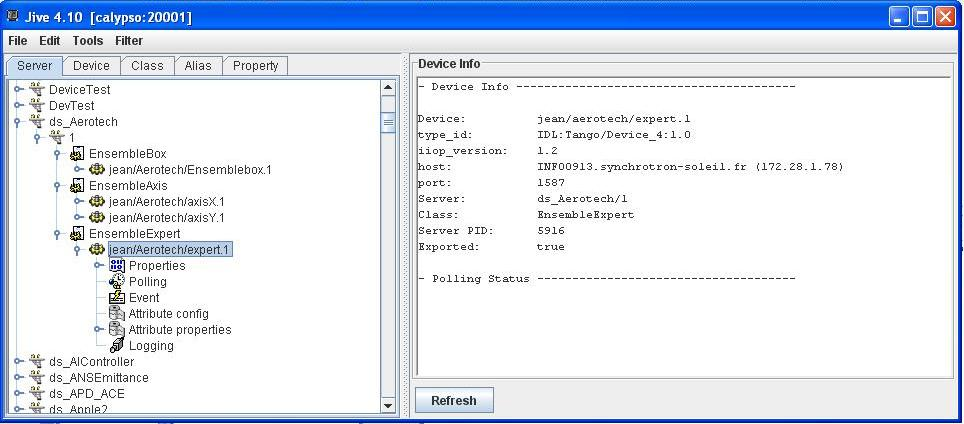 Jive 4.10 [calypso:20001]
File Edit Tools Filter
Server Device Class Alias Property
DeviceTest
DevTest
ds_Aerotech
1
EnsembleBox
jean/Aerotech/Ensemblebox.1
EnsembleAxis
jean/Aerotech/axisX.1
jean/Aerotech/axisY.1
EnsembleExpert
jean/Aerotech/expert.1
Properties
Polling
Event
Attribute config
Attribute properties
Logging
ds_AIController
ds_ANSEmittance
ds_APD_ACE
ds_Apple2
Device Info
- Device Info ----------------------------------------
Device: jean/aerotech/expert.1
type_id: IDL:Tango/Device_4:1.0
iiop_version: 1.2
host: INF00913.synchrotron-soleil.fr (172.28.1.78)
port: 1587
Server: ds_Aerotech/1
Class: EnsembleExpert
Server PID: 5916
Exported: true
- Polling Status -------------------------------------
Refresh